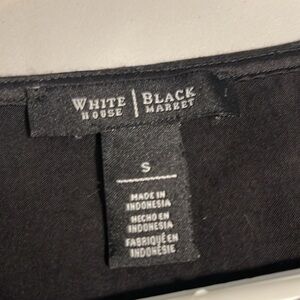 WHITE | BLACK
HOUSE | MARKET
S
MADE IN
INDONESIA
HECHO EN
INDONESIA
FABRIQUÉ EN
INDONÉSIE